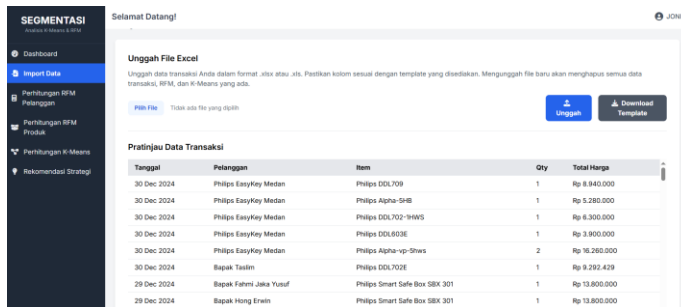 SEGMENTASI
Analisis K-Means & RFM
Dashboard
Import Data
Perhitungan RFM
Pelanggan
Perhitungan RFM
Produk
Perhitungan K-Means
Rekomendasi Strategi
Selamat Datang!
JONI
Unggah File Excel
Unggah data transaksi Anda dalam format .xlsx atau .xls. Pastikan kolom sesuai dengan template yang disediakan. Mengunggah file baru akan menghapus semua data
transaksi, RFM, dan K-Means yang ada.
Pilih File Tidak ada file yang dipilih
Unggah
Download
Template
Pratinjau Data Transaksi
Tanggal Pelanggan Item Qty Total Harga
30 Dec 2024 Philips EasyKey Medan Philips DDL709 1 Rp 8.940.000
30 Dec 2024 Philips EasyKey Medan Philips Alpha-5HB 1 Rp 5.280.000
30 Dec 2024 Philips EasyKey Medan Philips DDL702-1HWS 1 Rp 6.300.000
30 Dec 2024 Philips EasyKey Medan Philips DDL603E 1 Rp 3.900.000
30 Dec 2024 Philips EasyKey Medan Philips Alpha-vp-5hws 2 Rp 16.260.000
30 Dec 2024 Bapak Taslim Philips DDL702E 1 Rp 9.292.429
29 Dec 2024 Bapak Fahmi Jaka Yusuf Philips Smart Safe Box SBX 301 1 Rp 13.800.000
29 Dec 2024 Bapak Hong Erwin Philips Smart Safe Box SBX 301 1 Rp 13.800.000